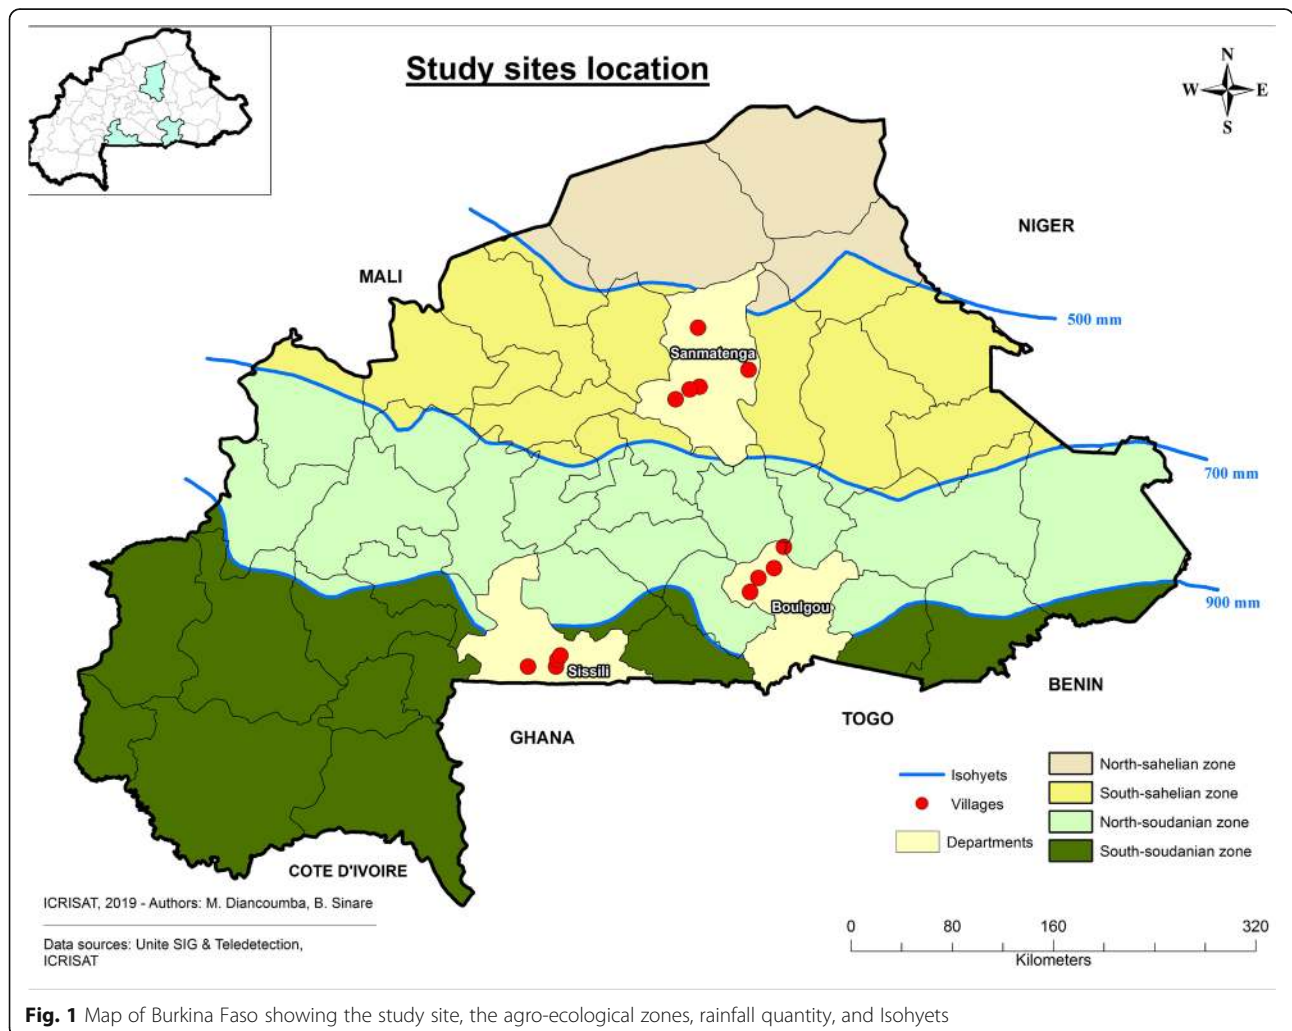 Study sites location
N
W E
S
NIGER
MALI
500 mm
Sanmatenga
700 mm
900 mm
Boulgou
Sissili
BENIN
TOGO
GHANA
COTE D'IVOIRE
Isohyets
Villages
Departments
North-sahelian zone
South-sahelian zone
North-soudanian zone
South-soudanian zone
ICRISAT, 2019 - Authors: M. Diancoumba, B. Sinare
Data sources: Unite SIG & Teledetection,
ICRISAT
0 80 160 320
Kilometers
Fig. 1 Map of Burkina Faso showing the study site, the agro-ecological zones, rainfall quantity, and Isohyets